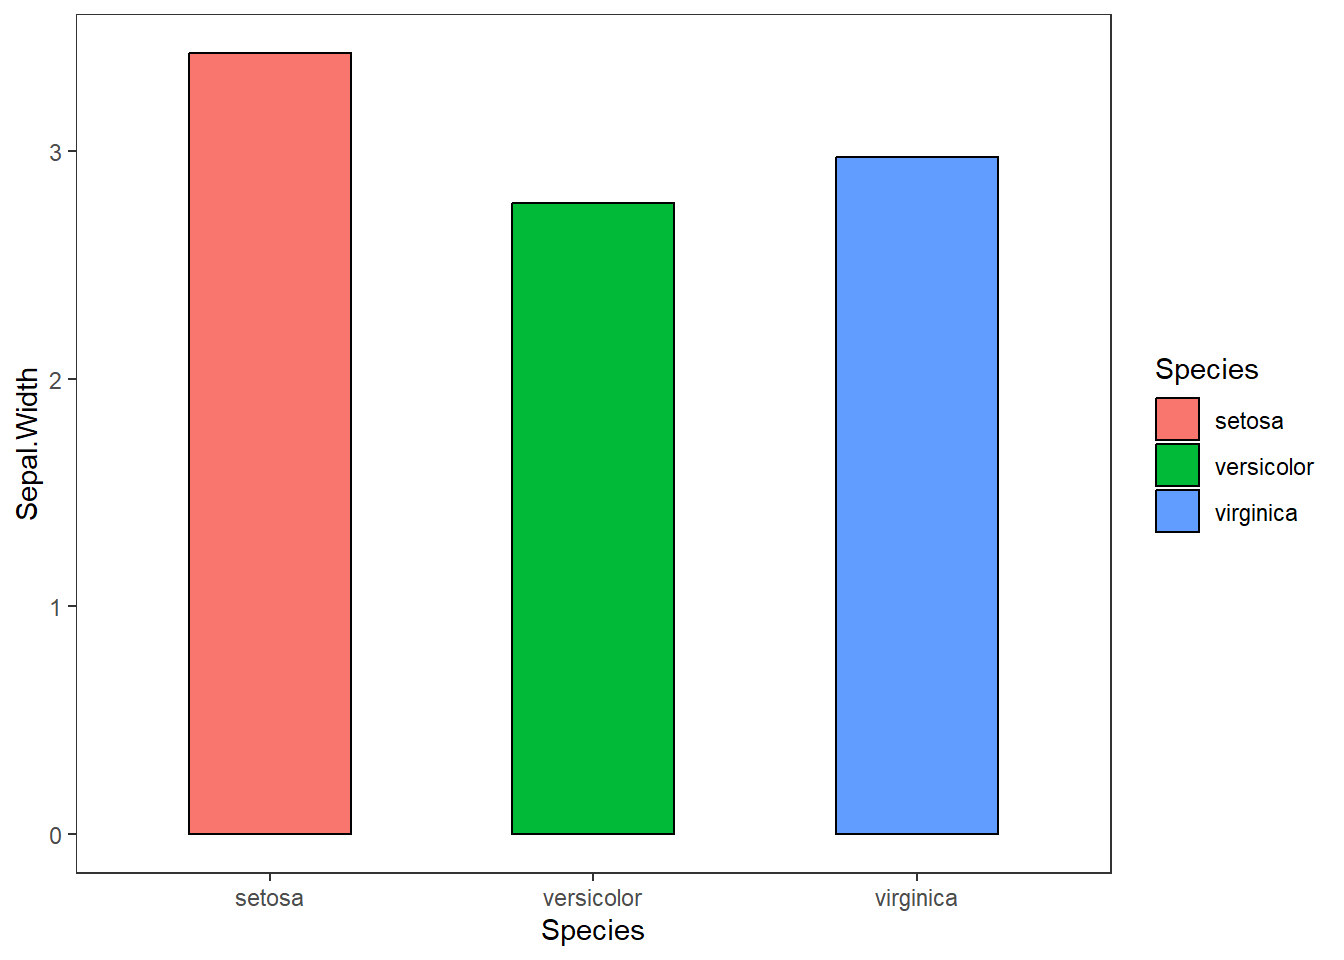 3
2
1
0
Sepal.Width
setosa
versicolor
virginica
Species
Species
setosa
versicolor
virginica